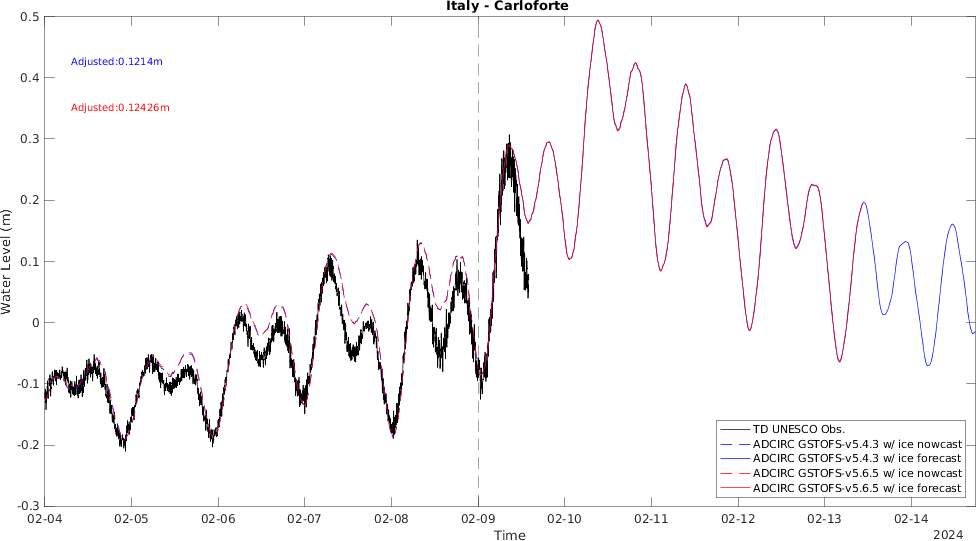 Italy - Carloforte
Adjusted:0.1214m
Adjusted:0.12426m
Water Level (m)
0.5
0.4
0.3
0.2
0.1
0
-0.1
-0.2
-0.3
TD UNESCO Obs.
ADCIRC GSTOFS-v5.4.3 w/ ice nowcast
ADCIRC GSTOFS-v5.4.3 w/ ice forecast
ADCIRC GSTOFS-v5.6.5 w/ ice nowcast
ADCIRC GSTOFS-v5.6.5 w/ ice forecast
02-04 02-05 02-06 02-07 02-08 02-09 02-10 02-11 02-12 02-13 02-14
Time
2024